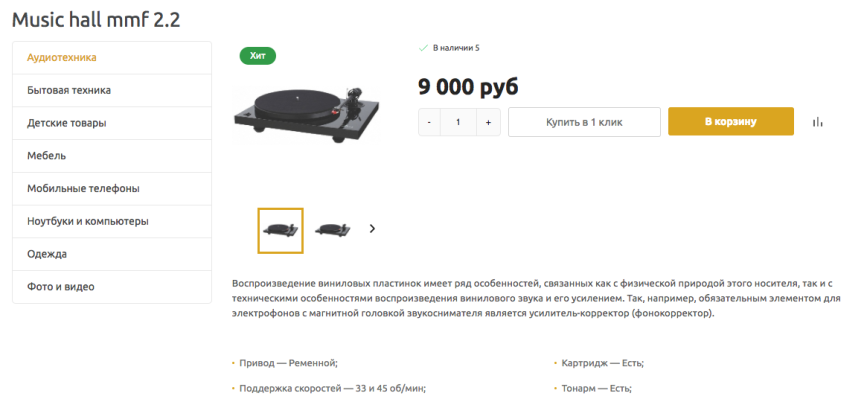 Music hall mmf 2.2
Аудиотехника
Бытовая техника
Детские товары
Мебель
Мобильные телефоны
Ноутбуки и компьютеры
Одежда
Фото и видео
Хит
В наличии 5
9 000 руб
- 1 +
Купить в 1 клик
В корзину
Воспроизведение виниловых пластинок имеет ряд особенностей, связанных как с физической природой этого носителя, так и с
техническими особенностями воспроизведения винилового звука и его усилением. Так, например, обязательным элементом для
электрофонов с магнитной головкой звукоснимателя является усилитель-корректор (фонокорректор).
• Привод — Ременной;
• Картридж — Есть;
• Поддержка скоростей — 33 и 45 об/мин;
• Тонарм — Есть;